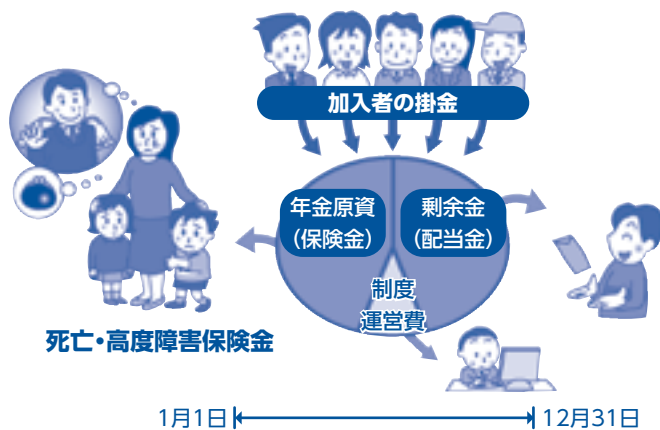 加入者の掛金
年金原資
(保険金)
剰余金
(配当金)
制度
運営費
死亡・高度障害保険金
1月1日
12月31日